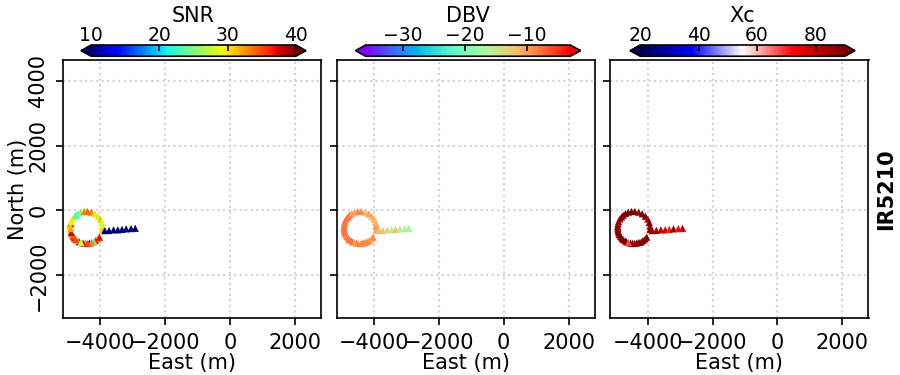 SNR DBV Xc
10 20 30 40 −30 −20 −10 20 40 60 80
4000
2000
0
−2000
North (m)
IR5210
−4000 −2000 0 2000 −4000 −2000 0 2000 −4000 −2000 0 2000
East (m) East (m) East (m)